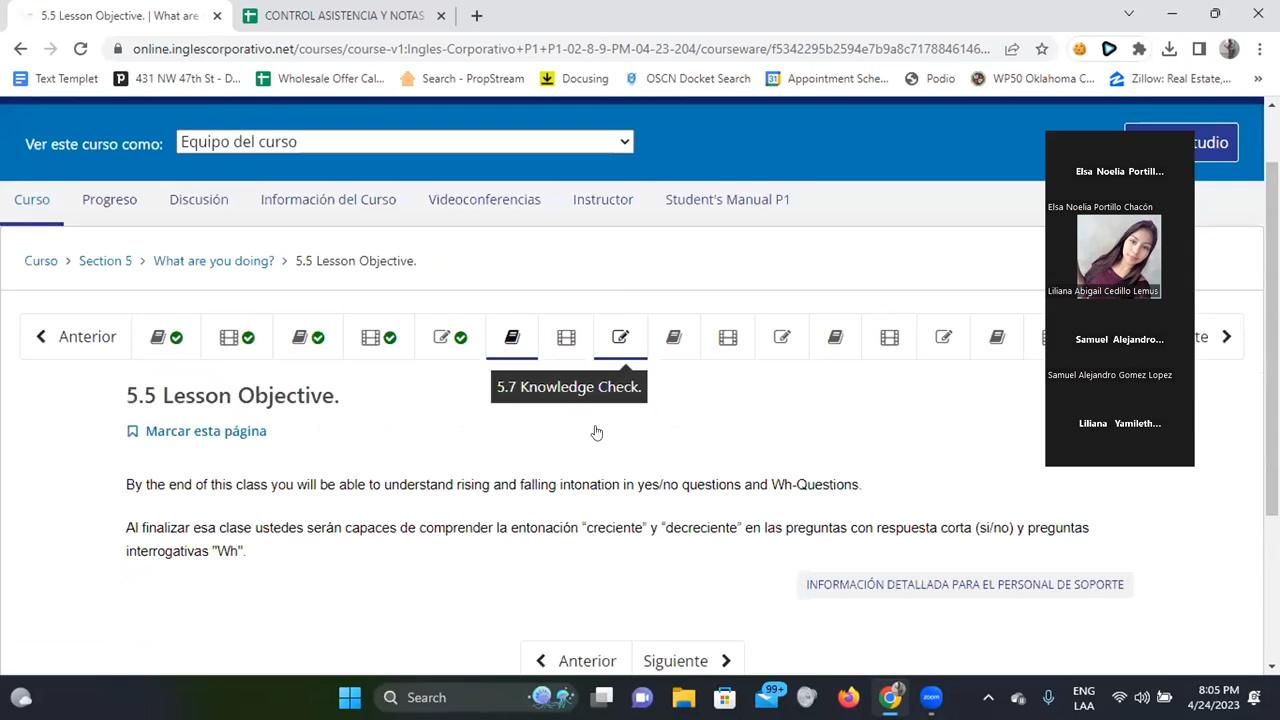 5.5 Lesson Objective. | What are
CONTROL ASISTENCIA Y NOTAS
online.inglescorporativo.net/courses/course-v1:Ingles-Corporativo+P1+P1-02-8-9-PM-04-23-204/courseware/f5342295b2594e7b9a8c7178846146...
Text Templet
431 NW 47th St - D...
Wholesale Offer Cal...
Search - PropStream
Docusing
OSCN Docket Search
31 Appointment Sche...
Podio
WP50 Oklahoma C...
Zillow: Real Estate,...
»
Ver este curso como:
Equipo del curso
tudio
Curso
Progreso
Discusión
Información del Curso
Videoconferencias
Instructor
Student's Manual P1
Curso > Section 5 > What are you doing? > 5.5 Lesson Objective.
Anterior
te
5.7 Knowledge Check.
5.5 Lesson Objective.
Marcar esta página
By the end of this class you will be able to understand rising and falling intonation in yes/no questions and Wh-Questions.
Al finalizar esa clase ustedes serán capaces de comprender la entonación “creciente” y “decreciente” en las preguntas con respuesta corta (si/no) y preguntas
interrogativas "Wh".
INFORMACIÓN DETALLADA PARA EL PERSONAL DE SOPORTE
Anterior
Siguiente
Elsa Noelia Portill...
Elsa Noelia Portillo Chacón
Liliana Abigail Cedillo Lemus
Samuel Alejandro...
Samuel Alejandro Gomez Lopez
Liliana Yamileth...
Search
99+
zoom
ENG
LAA
8:05 PM
4/24/2023